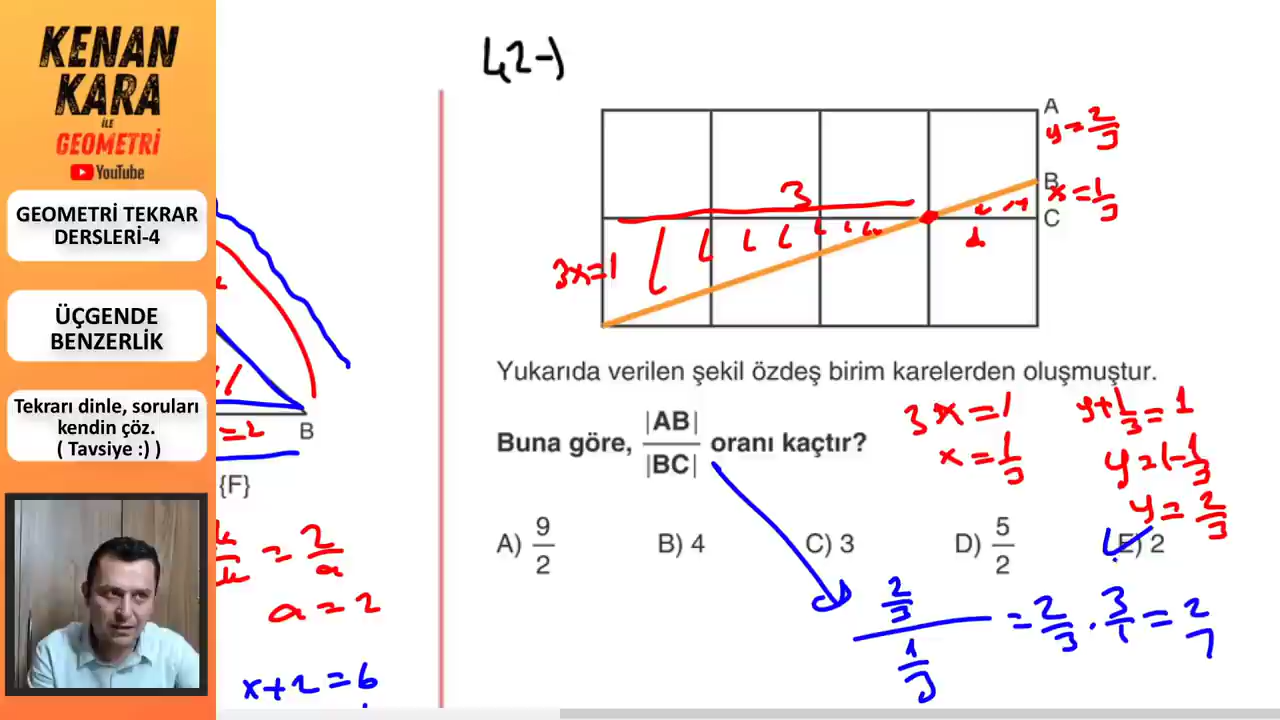 KENAN
KARA
İLE
GEOMETRİ
YouTube
GEOMETRİ TEKRAR
DERSLERİ-4
ÜÇGENDE
BENZERLİK
Tekrarı dinle, soruları
kendin çöz.
( Tavsiye :) )
B
=2
{F}
= 2/a
a = 2
x+2=6
42-)
A
y=2/3
B
x=1/3
C
3
3x=1
Yukarıda verilen şekil özdeş birim karelerden oluşmuştur.
Buna göre, |AB|/|BC| oranı kaçtır?
3x=1
x=1/3
y+1/3=1
y=1-1/3
y=2/3
A) 9/2 B) 4 C) 3 D) 5/2 E) 2
2/3 / 1/3 = 2/3 . 3/1 = 2/1